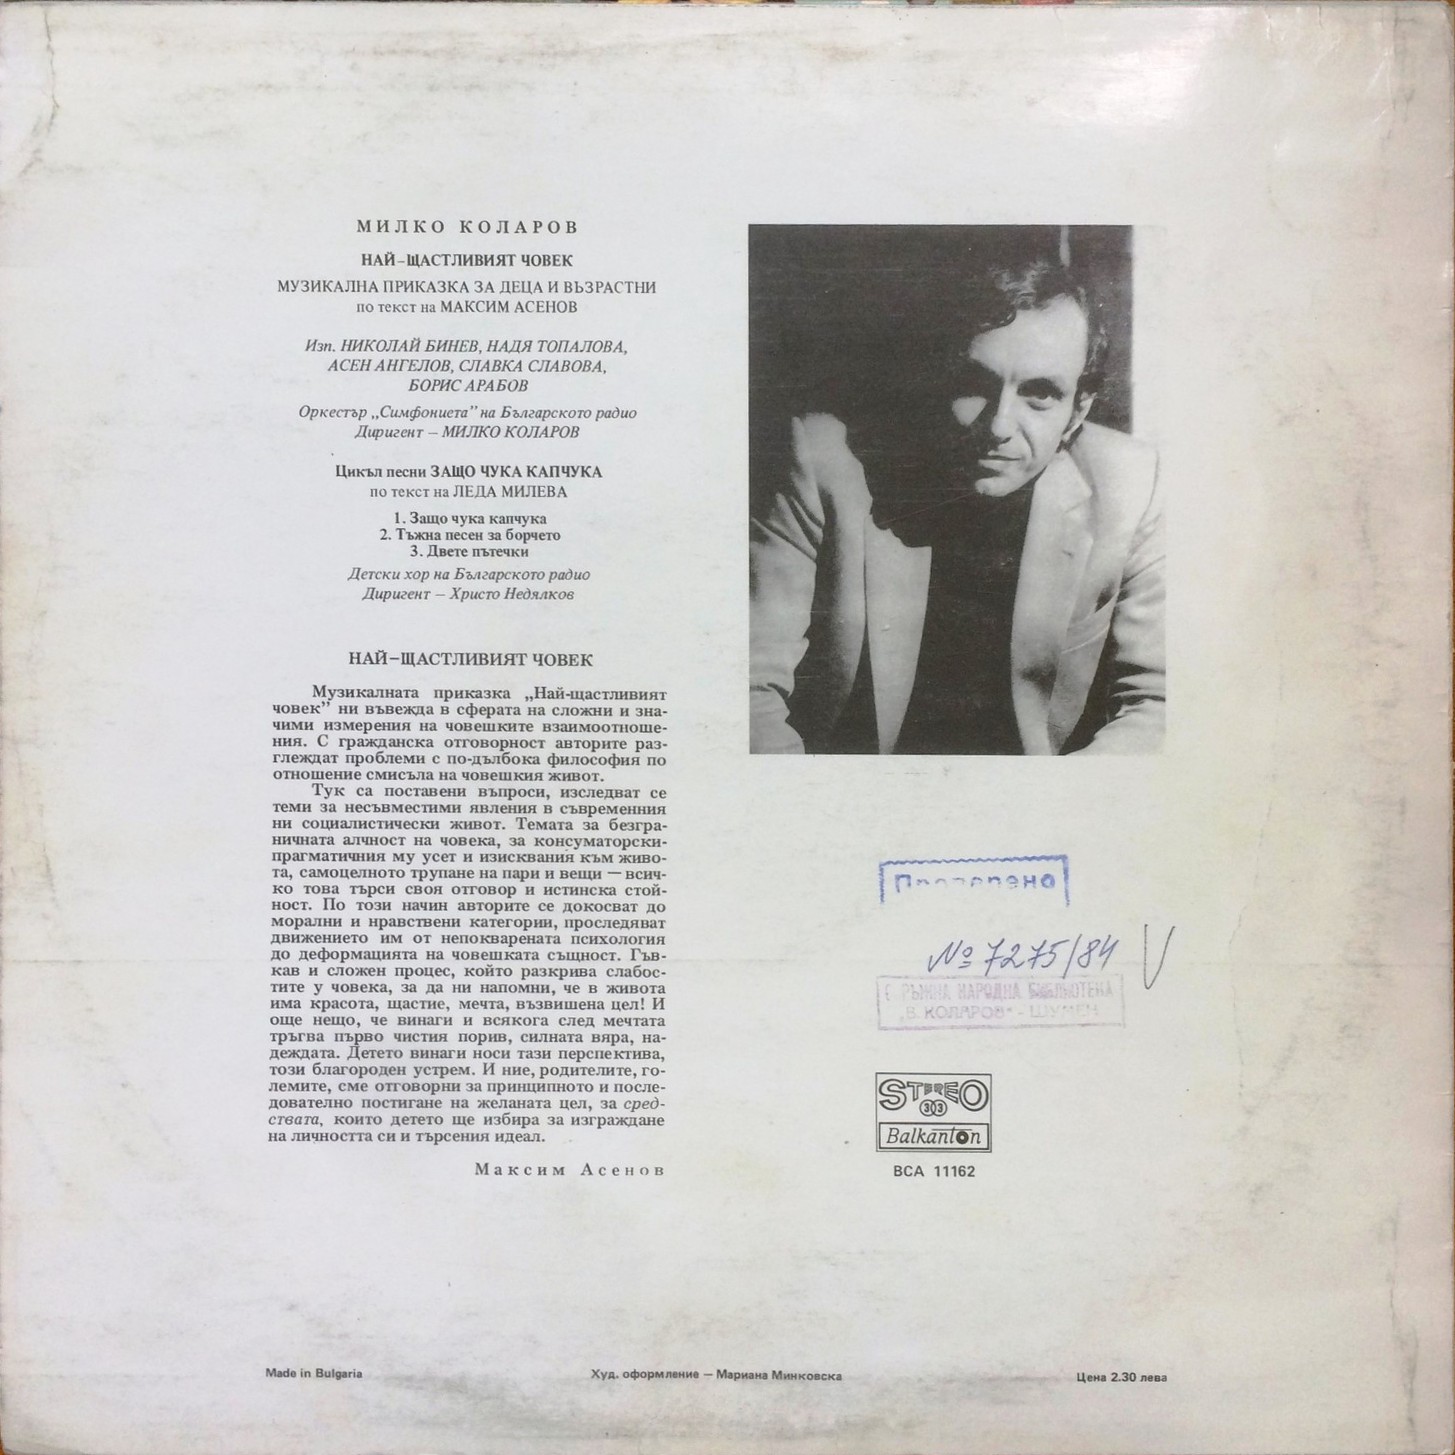 МИЛКО КОЛАРОВ
НАЙ-ЩАСТЛИВИЯТ ЧОВЕК
МУЗИКАЛНА ПРИКАЗКА ЗА ДЕЦА И ВЪЗРАСТНИ
по текст на МАКСИМ АСЕНОВ
Изп. НИКОЛАЙ БИНЕВ, НАДЯ ТОПАЛОВА,
АСЕН АНГЕЛОВ, СЛАВКА СЛАВОВА,
БОРИС АРАБОВ
Оркестър „Симфониета” на Българското радио
Диригент – МИЛКО КОЛАРОВ
Цикъл песни ЗАЩО ЧУКА КАПЧУКА
по текст на ЛЕДА МИЛЕВА
1. Защо чука капчука
2. Тъжна песен за борчето
3. Двете пътечки
Детски хор на Българското радио
Диригент – Христо Недялков
НАЙ–ЩАСТЛИВИЯТ ЧОВЕК
Музикалната приказка „Най-щастливият
човек” ни въвежда в сферата на сложни и зна-
чими измерения на човешките взаимоотноше-
ния. С гражданска отговорност авторите раз-
глеждат проблеми с по-дълбока философия по
отношение смисъла на човешкия живот.
Тук са поставени въпроси, изследват се
теми за несъвместими явления в съвременния
ни социалистически живот. Темата за безгра-
ничната алчност на човека, за консуматорски-
прагматичния му усет и изисквания към живо-
та, самоцелното трупане на пари и вещи — всич-
ко това търси своя отговор и истинска стой-
ност. По този начин авторите се докосват до
морални и нравствени категории, проследяват
движението им от непокварената психология
до деформацията на човешката същност. Гъв-
кав и сложен процес, който разкрива слабос-
тите у човека, за да ни напомни, че в живота
има красота, щастие, мечта, възвишена цел! И
още нещо, че винаги и всякога след мечтата
тръгва първо чистия порив, силната вяра, на-
деждата. Детето винаги носи тази перспектива,
този благороден устрем. И ние, родителите, го-
лемите, сме отговорни за принципното и после-
дователно постигане на желаната цел, за сред-
ствата, които детето ще избира за изграждане
на личността си и търсения идеал.
Максим Асенов
Проверено
№ 7275/84
НАРОДНА БИБЛИОТЕКА
„В. КОЛАРОВ" - ШУМЕН
STEREO
33
Balkanton
ВСА 11162
Made in Bulgaria
Худ. оформление — Мариана Минковска
Цена 2.30 лева